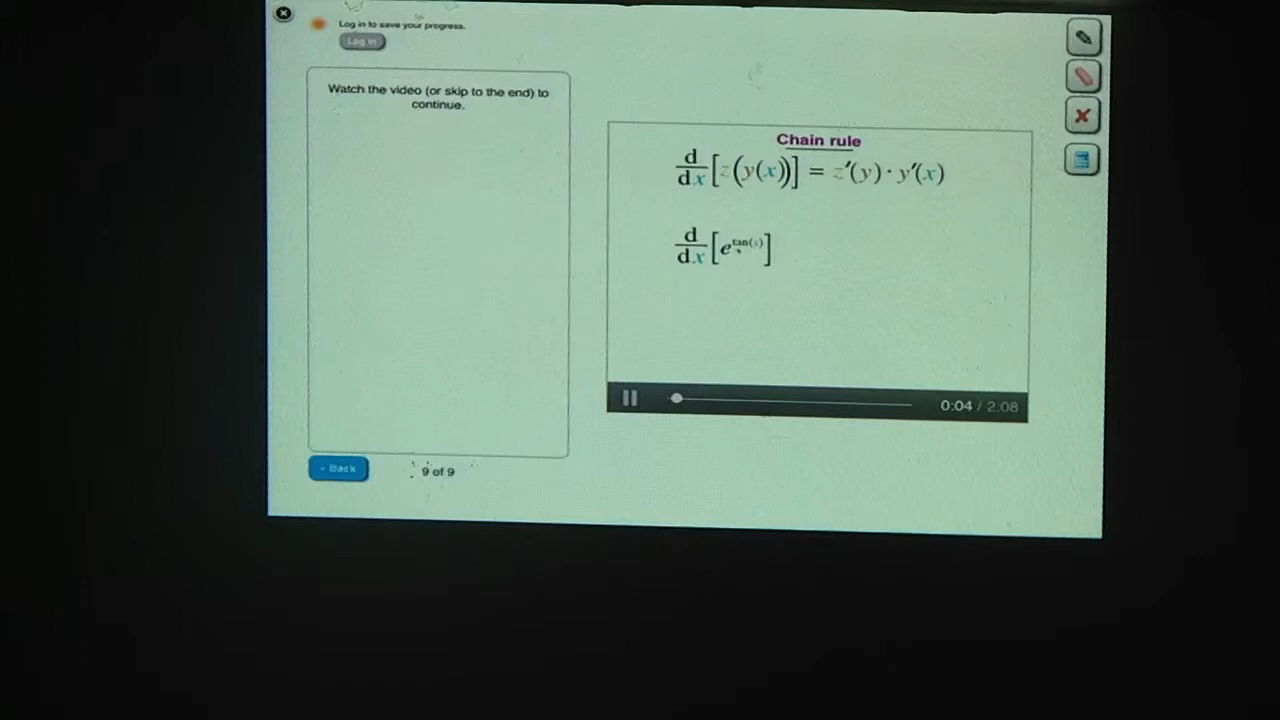 Log in to save your progress.
Log in
Watch the video (or skip to the end) to
continue.
Chain rule
d/dx [z(y(x))] = z′(y) · y′(x)
d/dx [e^tan(x)]
0:04 / 2:08
- Back
9 of 9